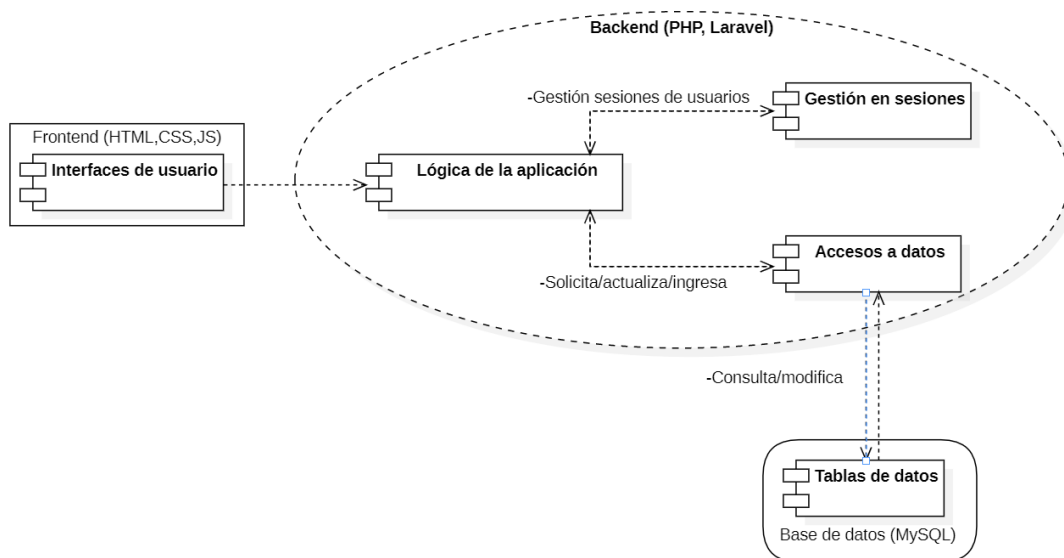 Backend (PHP, Laravel)
-Gestión sesiones de usuarios
Gestión en sesiones
Frontend (HTML,CSS,JS)
Interfaces de usuario
Lógica de la aplicación
Accesos a datos
-Solicita/actualiza/ingresa
-Consulta/modifica
Tablas de datos
Base de datos (MySQL)